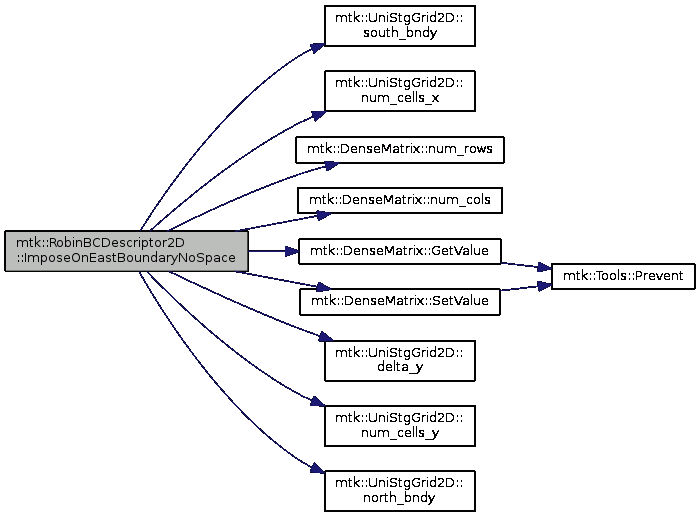 mtk::UniStgGrid2D::
south_bndy
mtk::UniStgGrid2D::
num_cells_x
mtk::DenseMatrix::num_rows
mtk::DenseMatrix::num_cols
mtk::RobinBCDescriptor2D
::ImposeOnEastBoundaryNoSpace
mtk::DenseMatrix::GetValue
mtk::Tools::Prevent
mtk::DenseMatrix::SetValue
mtk::UniStgGrid2D::
delta_y
mtk::UniStgGrid2D::
num_cells_y
mtk::UniStgGrid2D::
north_bndy